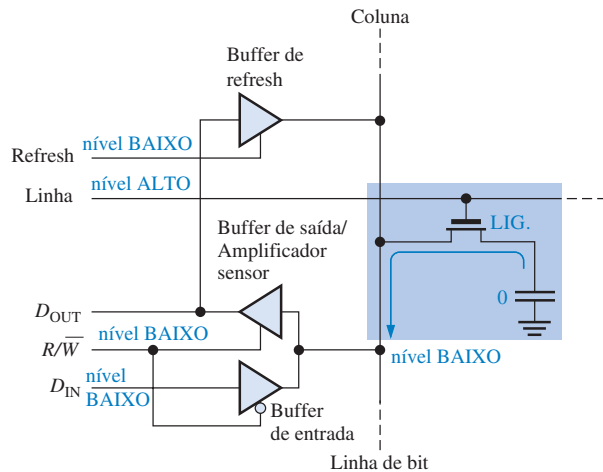 Coluna
Buffer de
refresh
nível BAIXO
Refresh
nível ALTO
Linha
Buffer de saída/
Amplificador
sensor
LIG.
0
D_OUT
nível BAIXO
R/W̅
nível BAIXO
D_IN
nível
BAIXO
Buffer
de entrada
Linha de bit